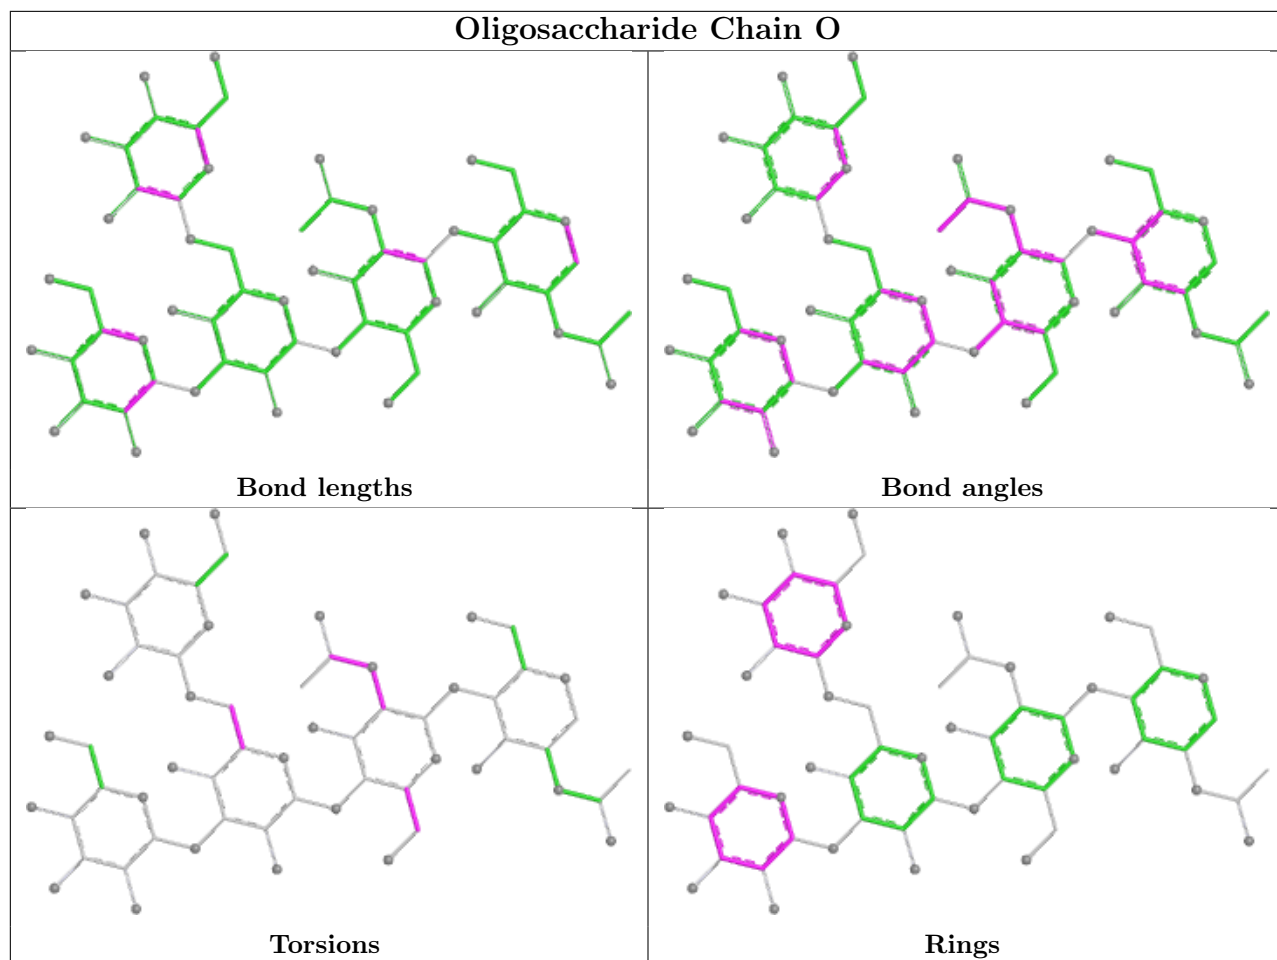 Oligosaccharide Chain O
Bond lengths
Bond angles
Torsions
Rings